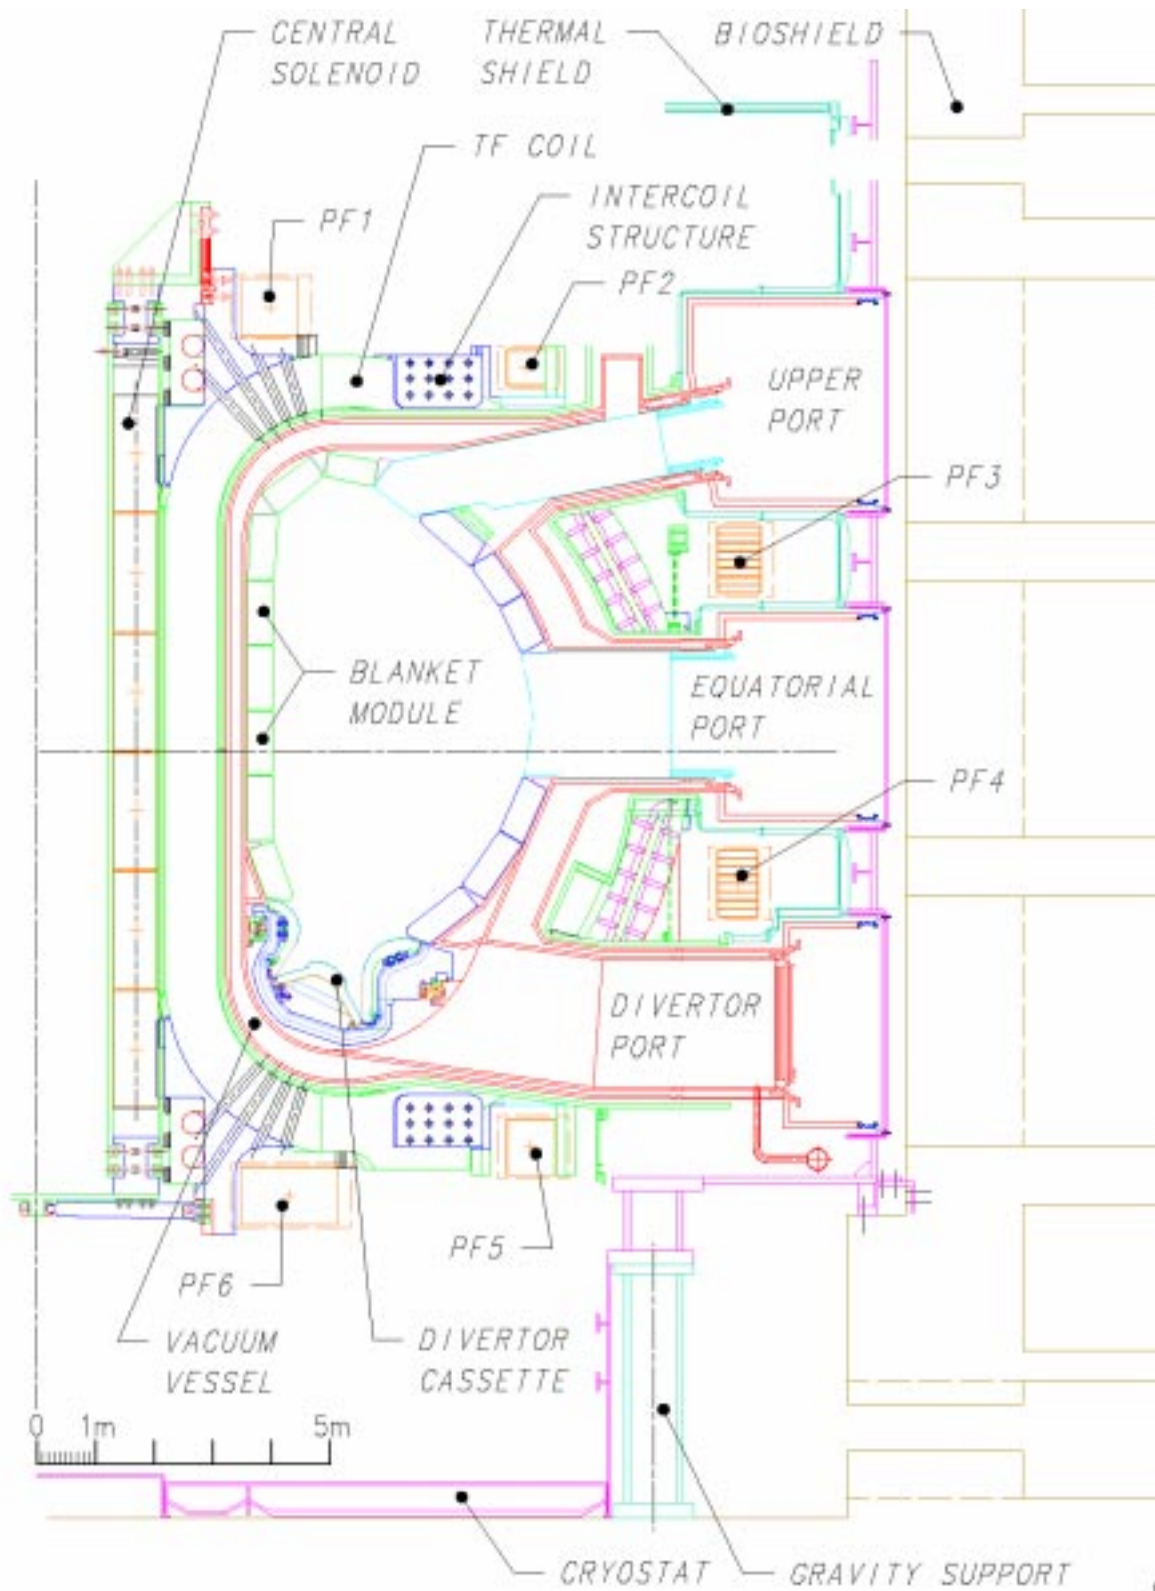 CENTRAL
SOLENOID
THERMAL
SHIELD
BIOSHIELD
TF COIL
INTERCOIL
STRUCTURE
PF1
PF2
UPPER
PORT
PF3
BLANKET
MODULE
EQUATORIAL
PORT
PF4
DIVERTOR
PORT
PF5
PF6
VACUUM
VESSEL
DIVERTOR
CASSETTE
0 1m 5m
CRYOSTAT
GRAVITY SUPPORT